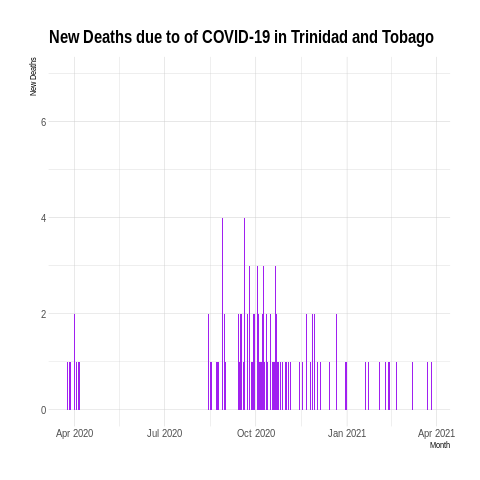 New Deaths due to of COVID-19 in Trinidad and Tobago
New Deaths
6
4
2
0
Apr 2020 Jul 2020 Oct 2020 Jan 2021 Apr 2021
Month